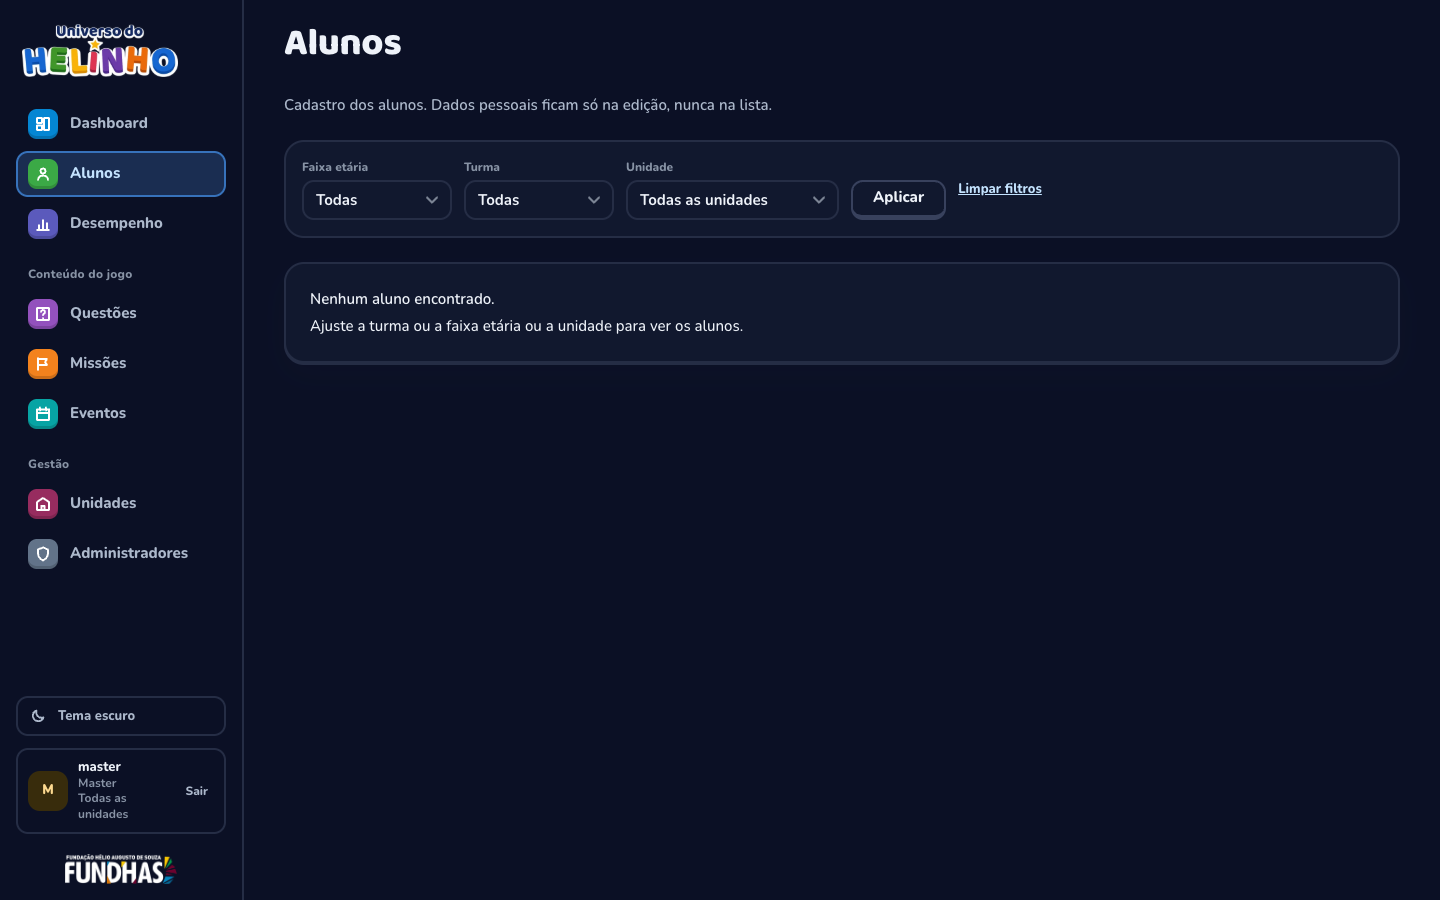 Universo do
HELINHO
Dashboard
Alunos
Desempenho
Conteúdo do jogo
Questões
Missões
Eventos
Gestão
Unidades
Administradores
Tema escuro
M
master
Master
Todas as
unidades
Sair
FUNDAÇÃO HÉLIO AUGUSTO DE SOUZA
FUNDHAS
Alunos
Cadastro dos alunos. Dados pessoais ficam só na edição, nunca na lista.
Faixa etária
Turma
Unidade
Todas
Todas
Todas as unidades
Aplicar
Limpar filtros
Nenhum aluno encontrado.
Ajuste a turma ou a faixa etária ou a unidade para ver os alunos.